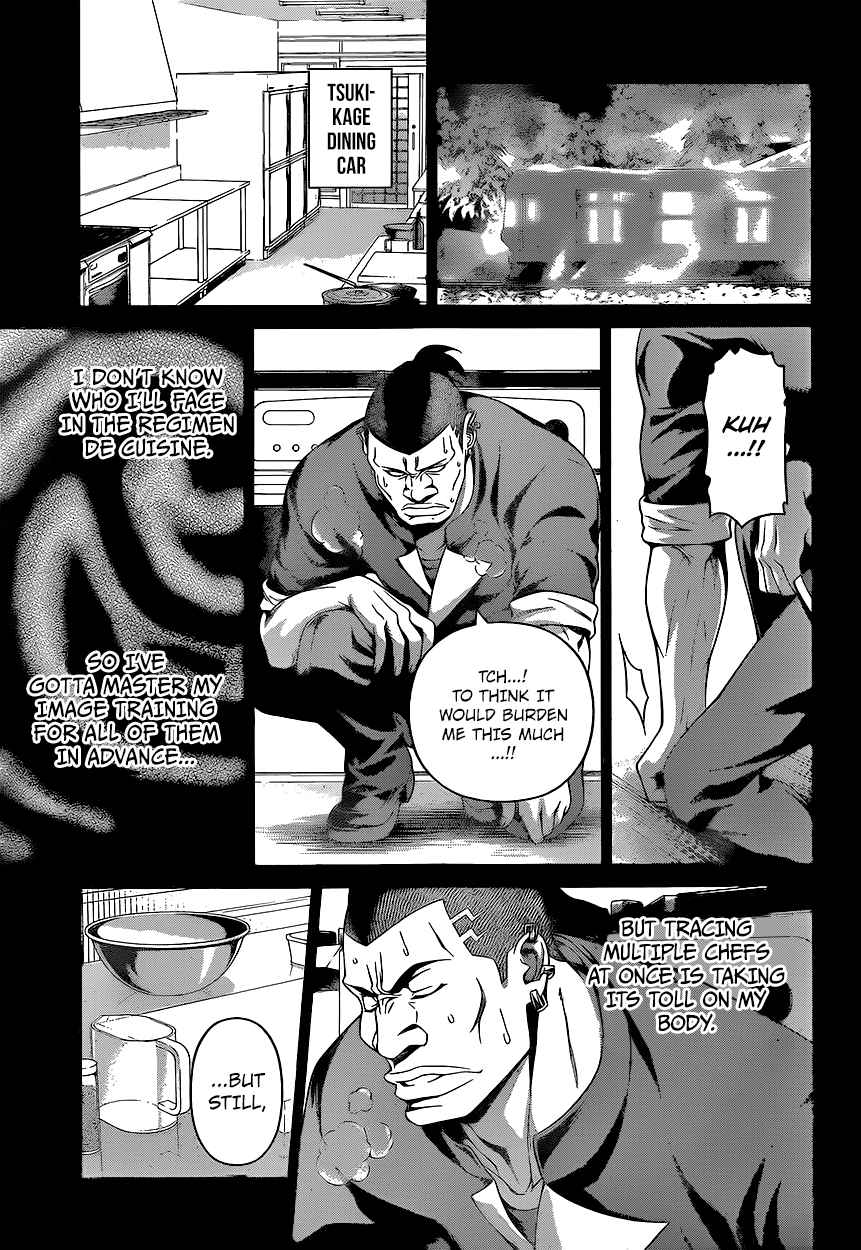 TSUKI-
KAGE
DINING
CAR
KUH
...!!
TCH...!
TO THINK IT
WOULD BURDEN
ME THIS MUCH
...!!
I DON'T KNOW
WHO I'LL FACE
IN THE REGIMEN
DE CUISINE.
SO I'VE
GOTTA MASTER MY
IMAGE TRAINING
FOR ALL OF THEM
IN ADVANCE...
BUT TRACING
MULTIPLE CHEFS
AT ONCE IS TAKING
ITS TOLL ON MY
BODY.
...BUT
STILL,